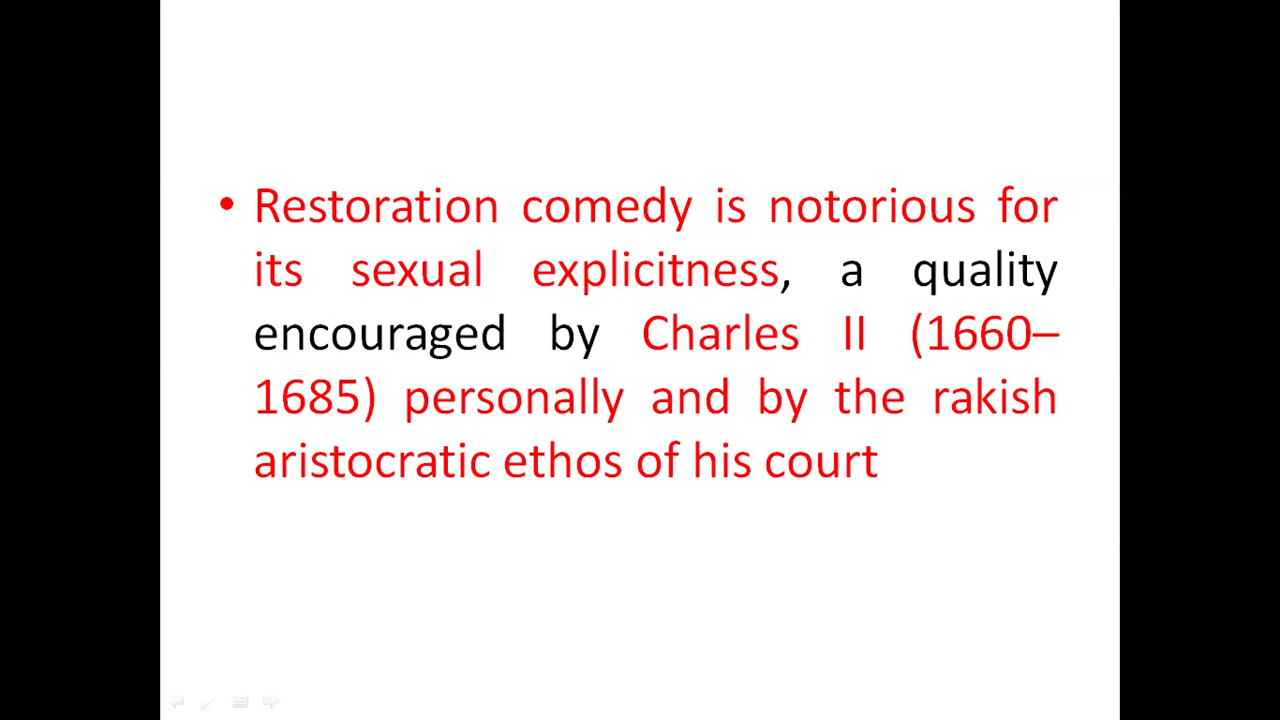 • Restoration comedy is notorious for
its sexual explicitness, a quality
encouraged by Charles II (1660–
1685) personally and by the rakish
aristocratic ethos of his court